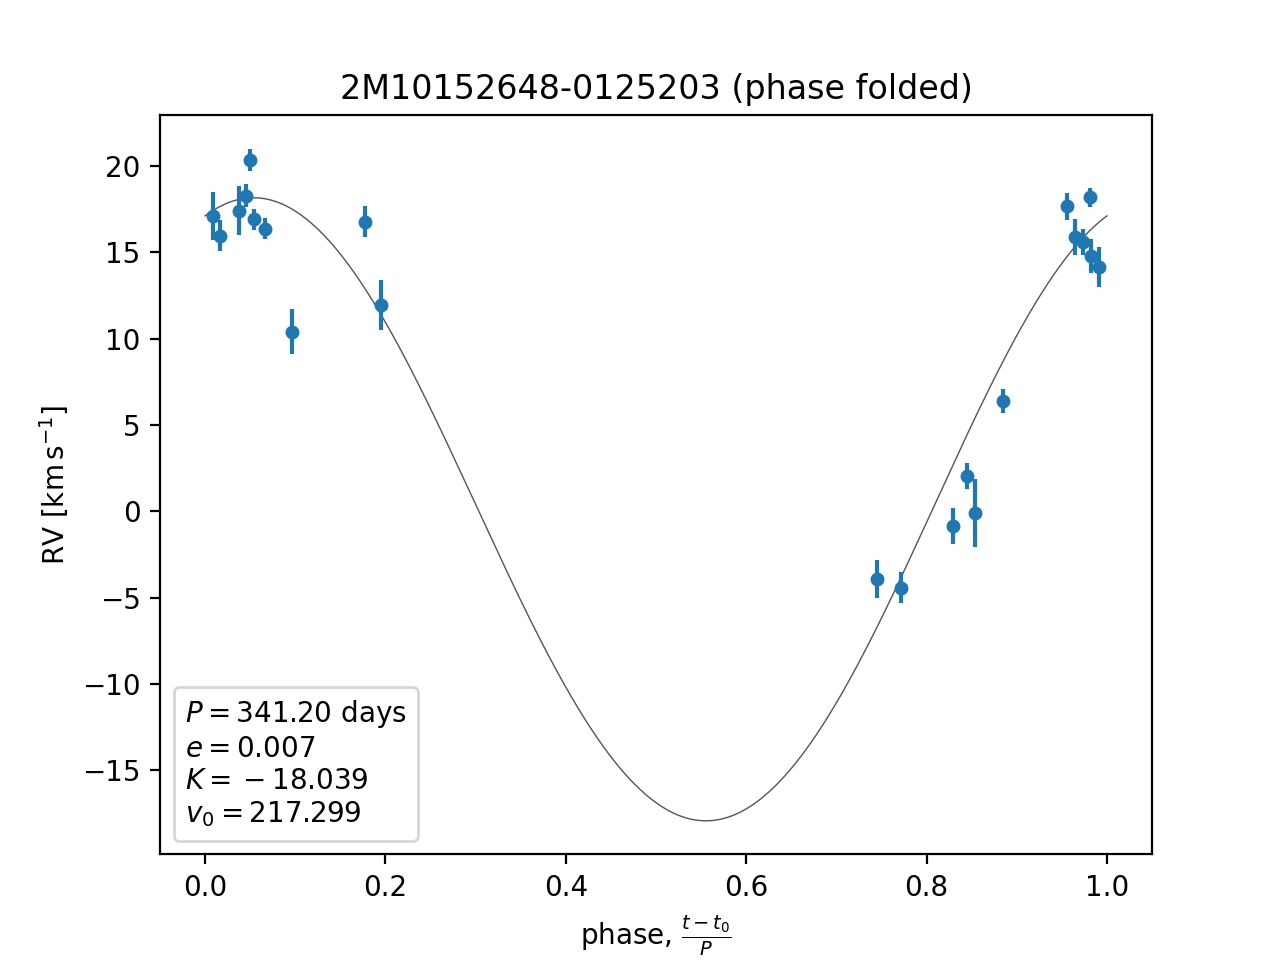 2M10152648-0125203 (phase folded)
RV [km s⁻¹]
20
15
10
5
0
−5
−10
−15
P = 341.20 days
e = 0.007
K = −18.039
v₀ = 217.299
0.0 0.2 0.4 0.6 0.8 1.0
phase, (t − t₀)/P